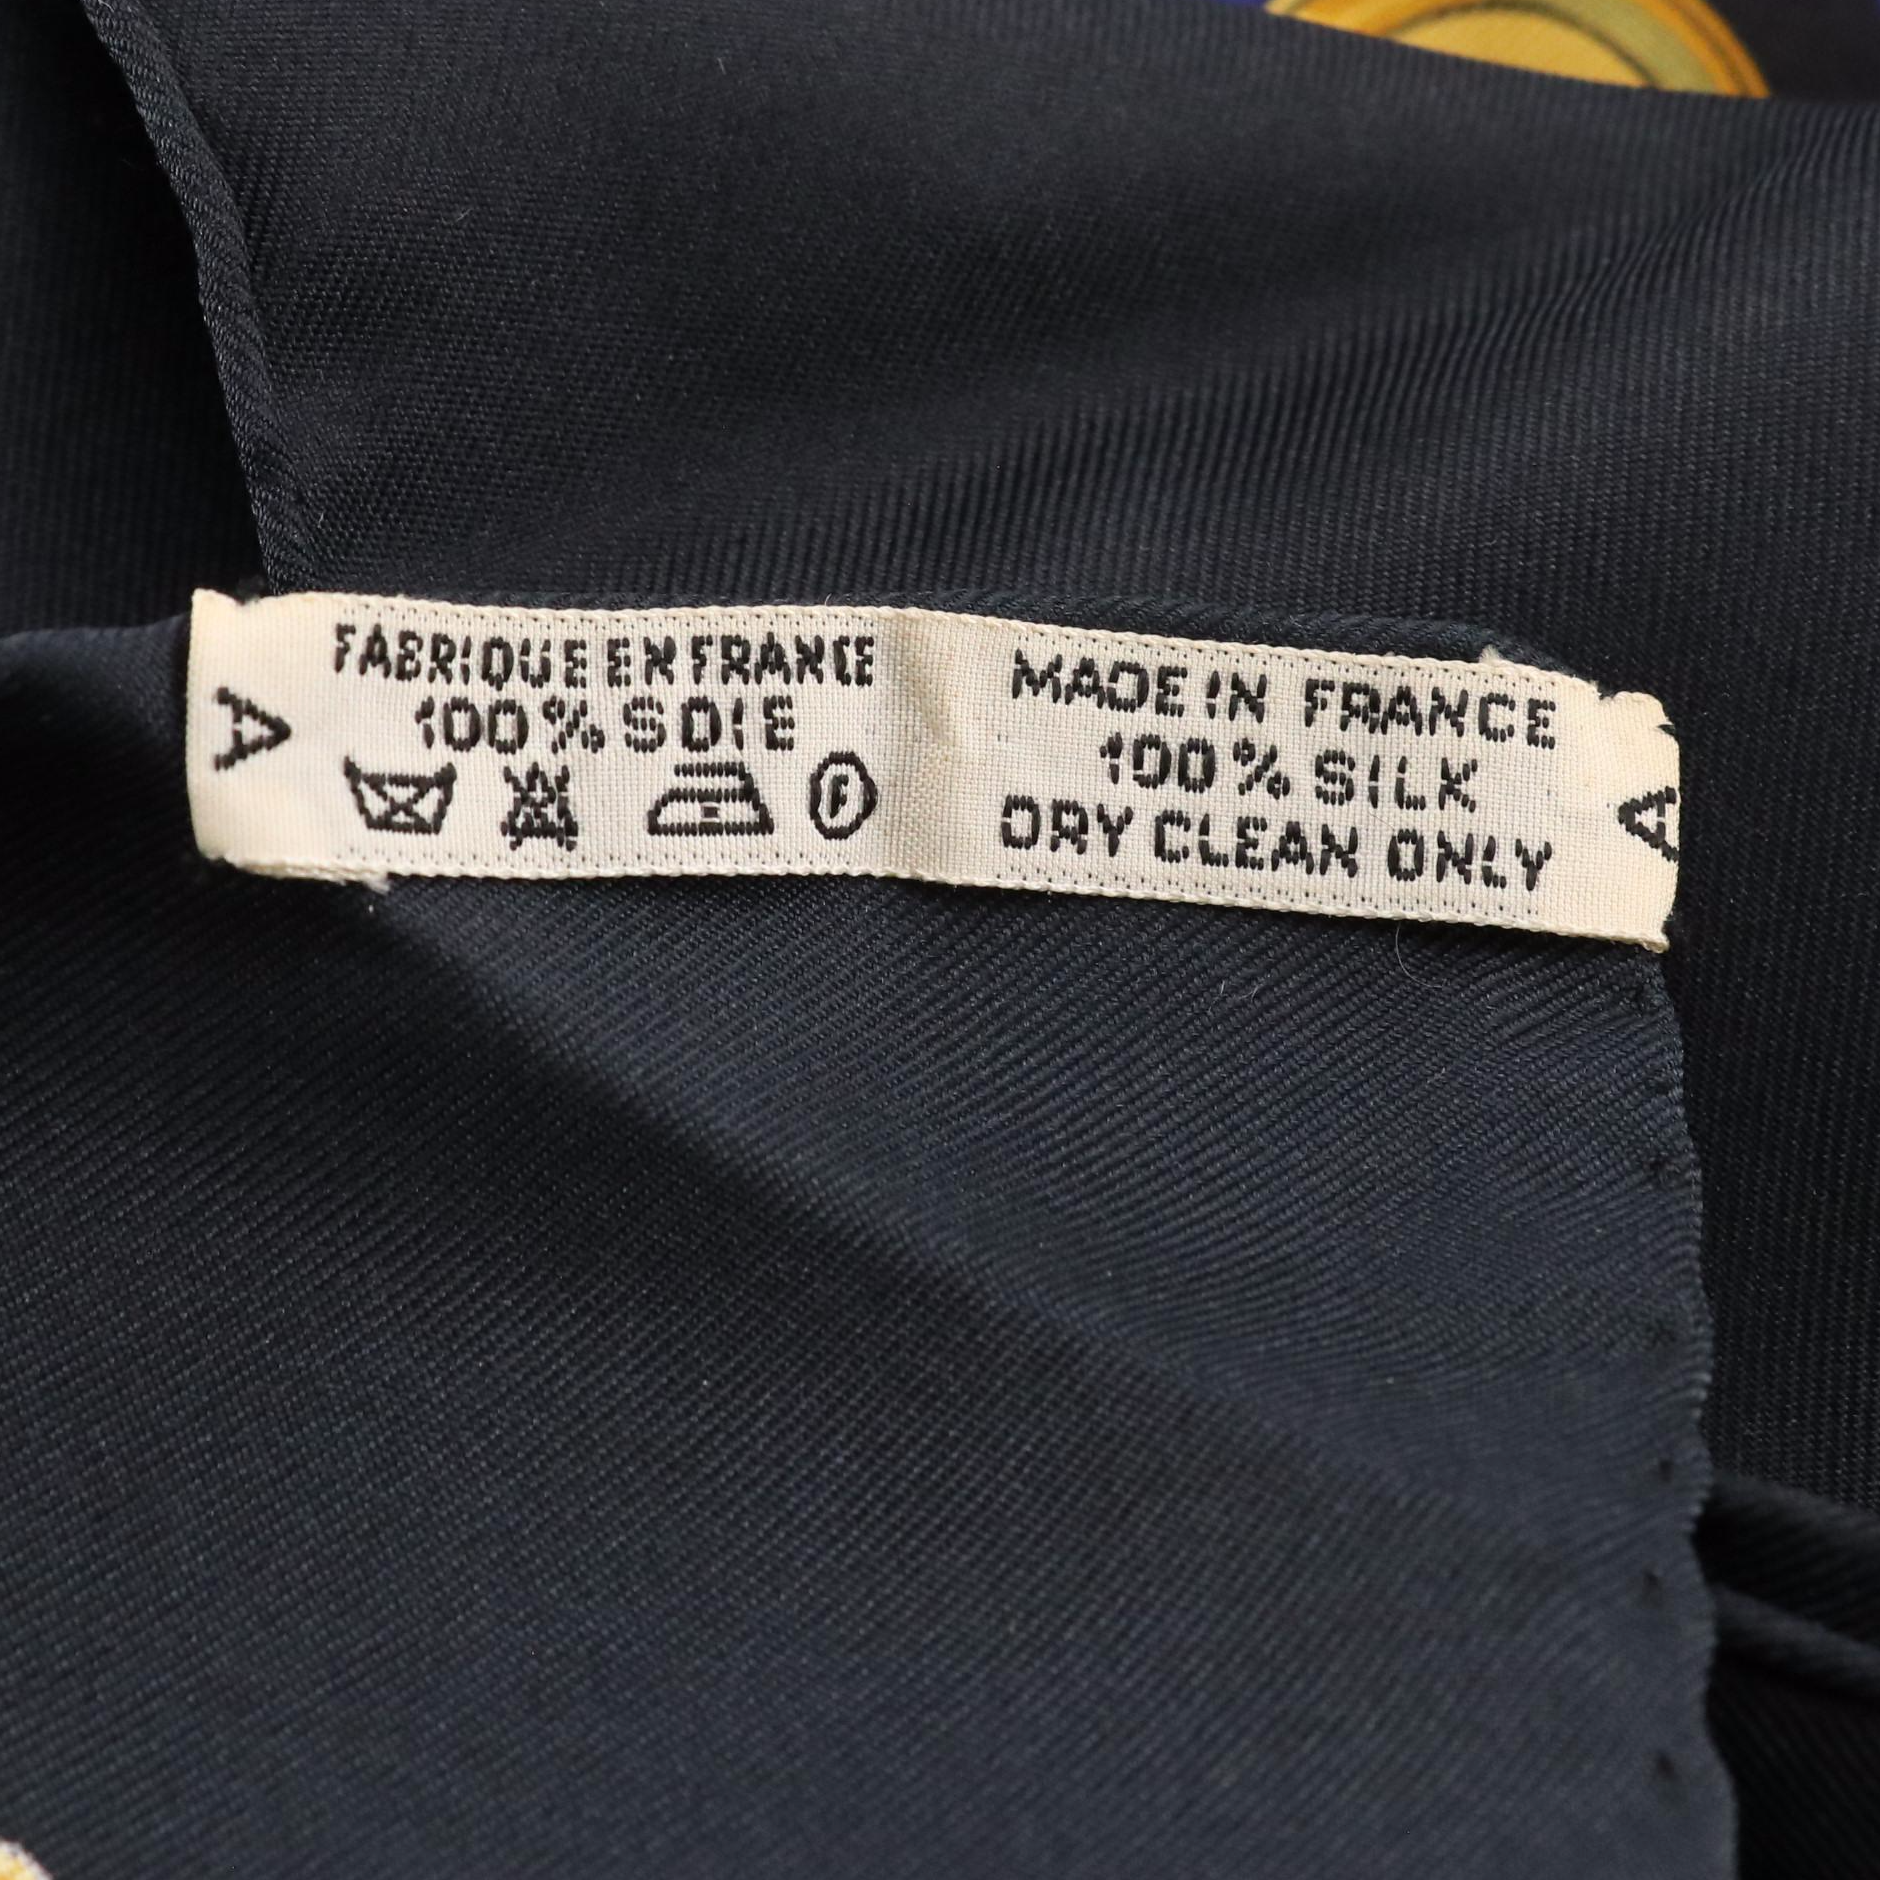 A
FABRIQUE EN FRANCE
100% SOIE
F
MADE IN FRANCE
100% SILK
DRY CLEAN ONLY
A